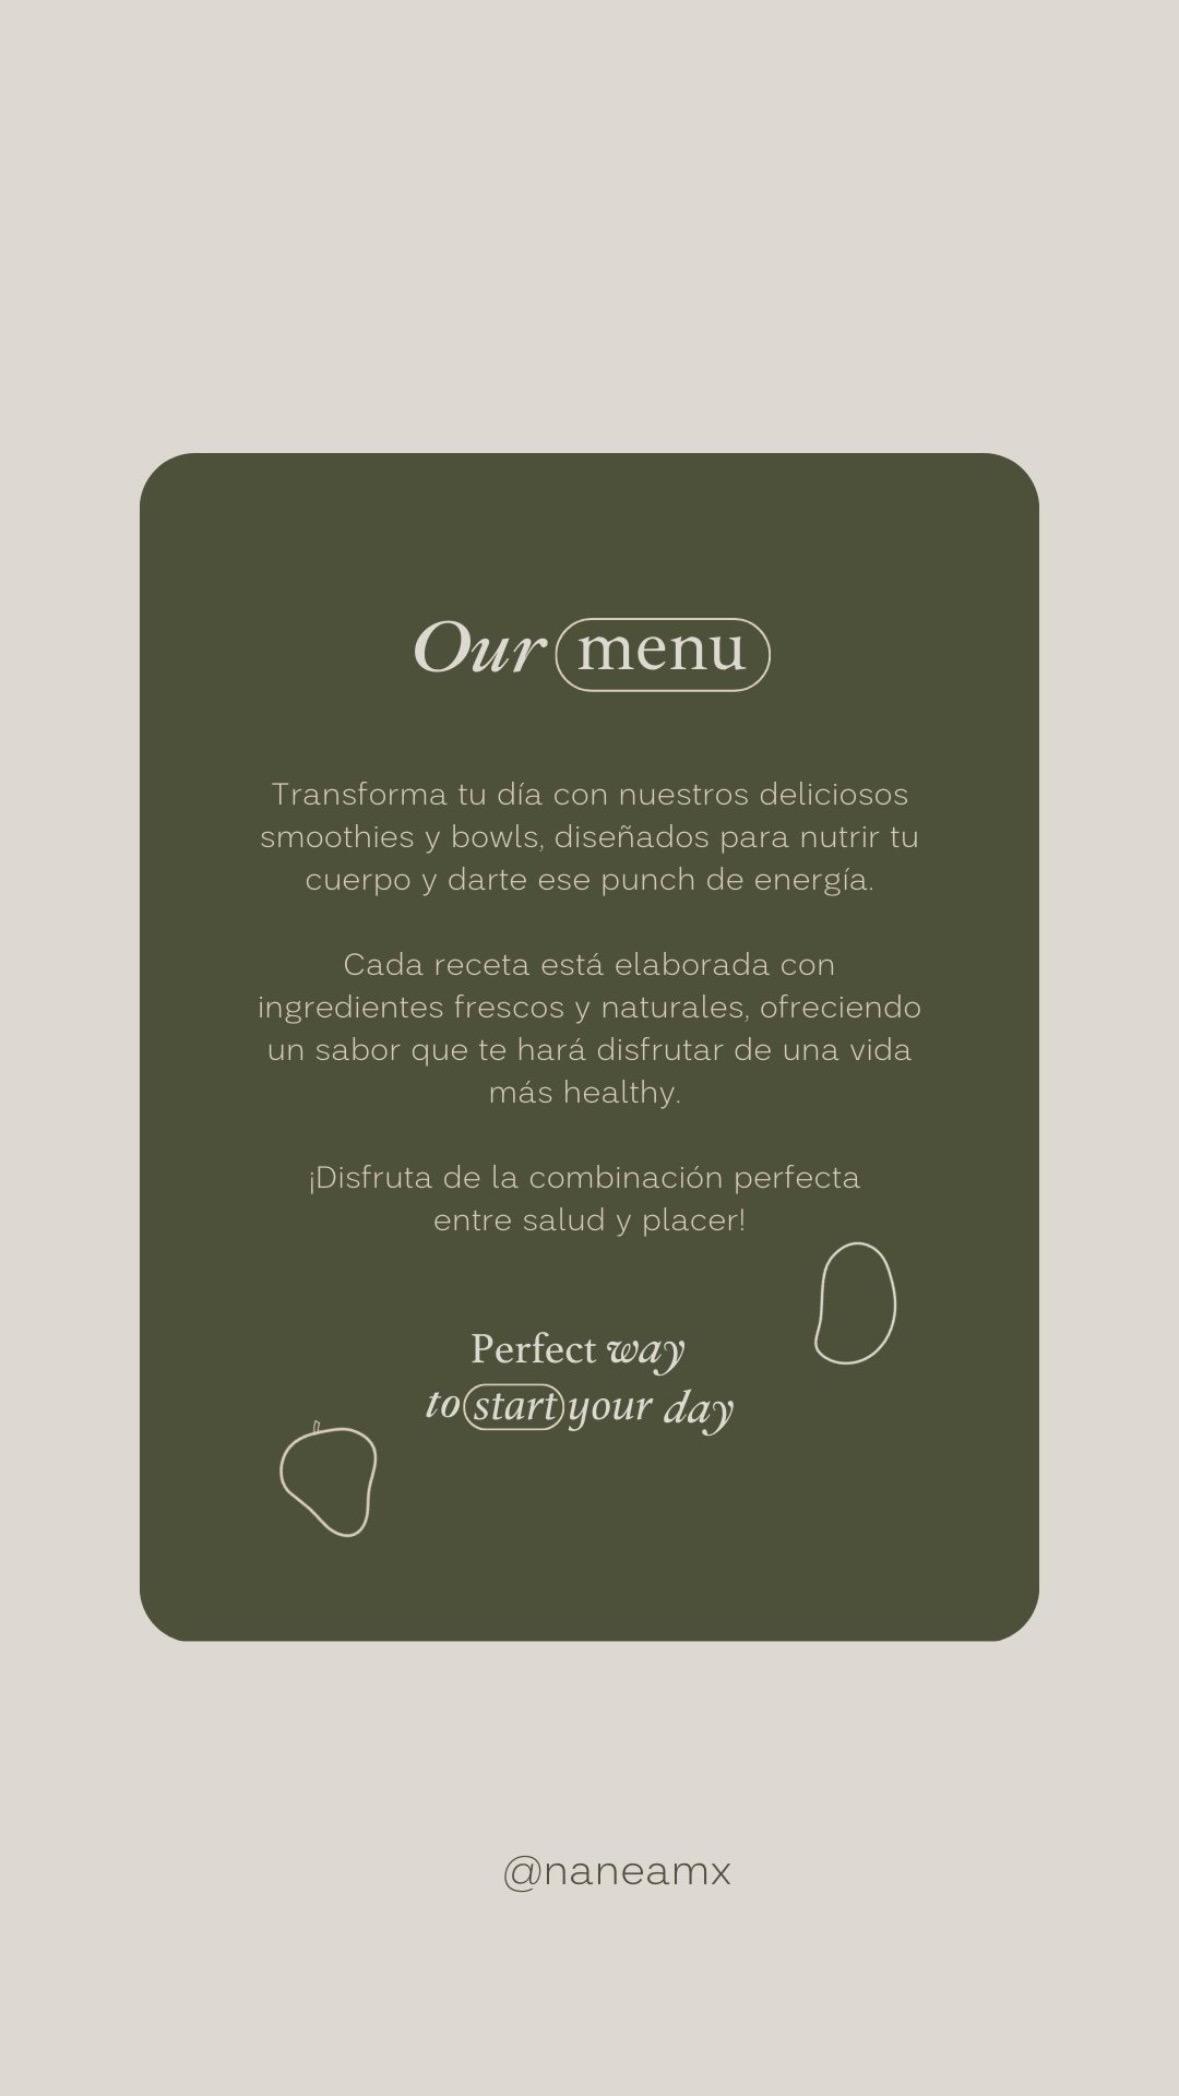 Our menu
Transforma tu día con nuestros deliciosos
smoothies y bowls, diseñados para nutrir tu
cuerpo y darte ese punch de energía.
Cada receta está elaborada con
ingredientes frescos y naturales, ofreciendo
un sabor que te hará disfrutar de una vida
más healthy.
¡Disfruta de la combinación perfecta
entre salud y placer!
Perfect way
to start your day
@naneamx